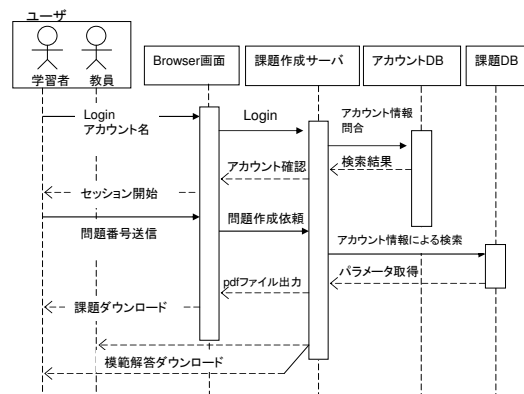 ユーザ
学習者
教員
Browser画面
課題作成サーバ
アカウントDB
課題DB
Login
アカウント名
Login
アカウント情報
問合
検索結果
アカウント確認
セッション開始
問題番号送信
問題作成依頼
アカウント情報による検索
パラメータ取得
pdfファイル出力
課題ダウンロード
模範解答ダウンロード